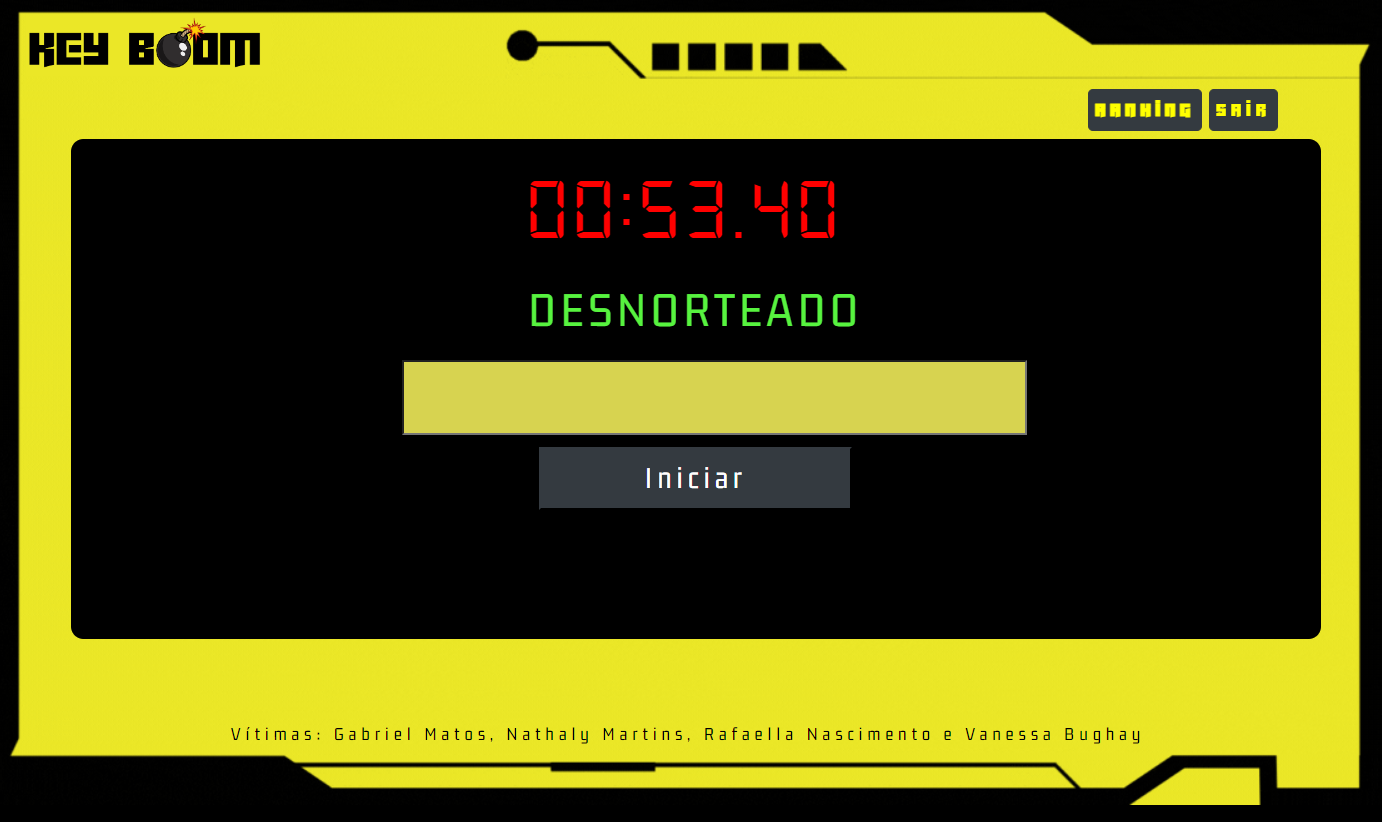 KEY BOOM
RANKING
SAIR
00:53.40
DESNORTEADO
Iniciar
Vítimas: Gabriel Matos, Nathaly Martins, Rafaella Nascimento e Vanessa Bughay